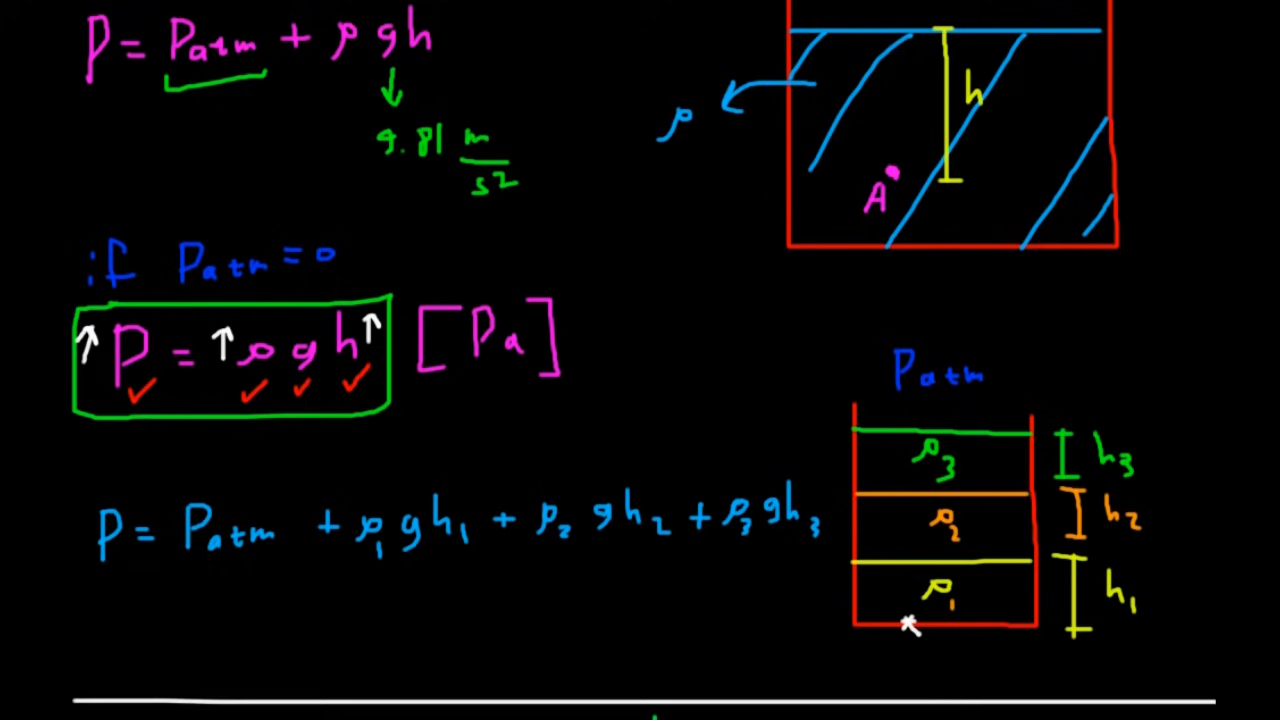 P = Patm + ρgh
9.81 m/s²
if Patm = 0
↑P = ↑ρgh↑ [Pa]
P = Patm + ρ₁gh₁ + ρ₂gh₂ + ρ₃gh₃
h
ρ
A
Patm
ρ₃ h₃
ρ₂ h₂
ρ₁ h₁